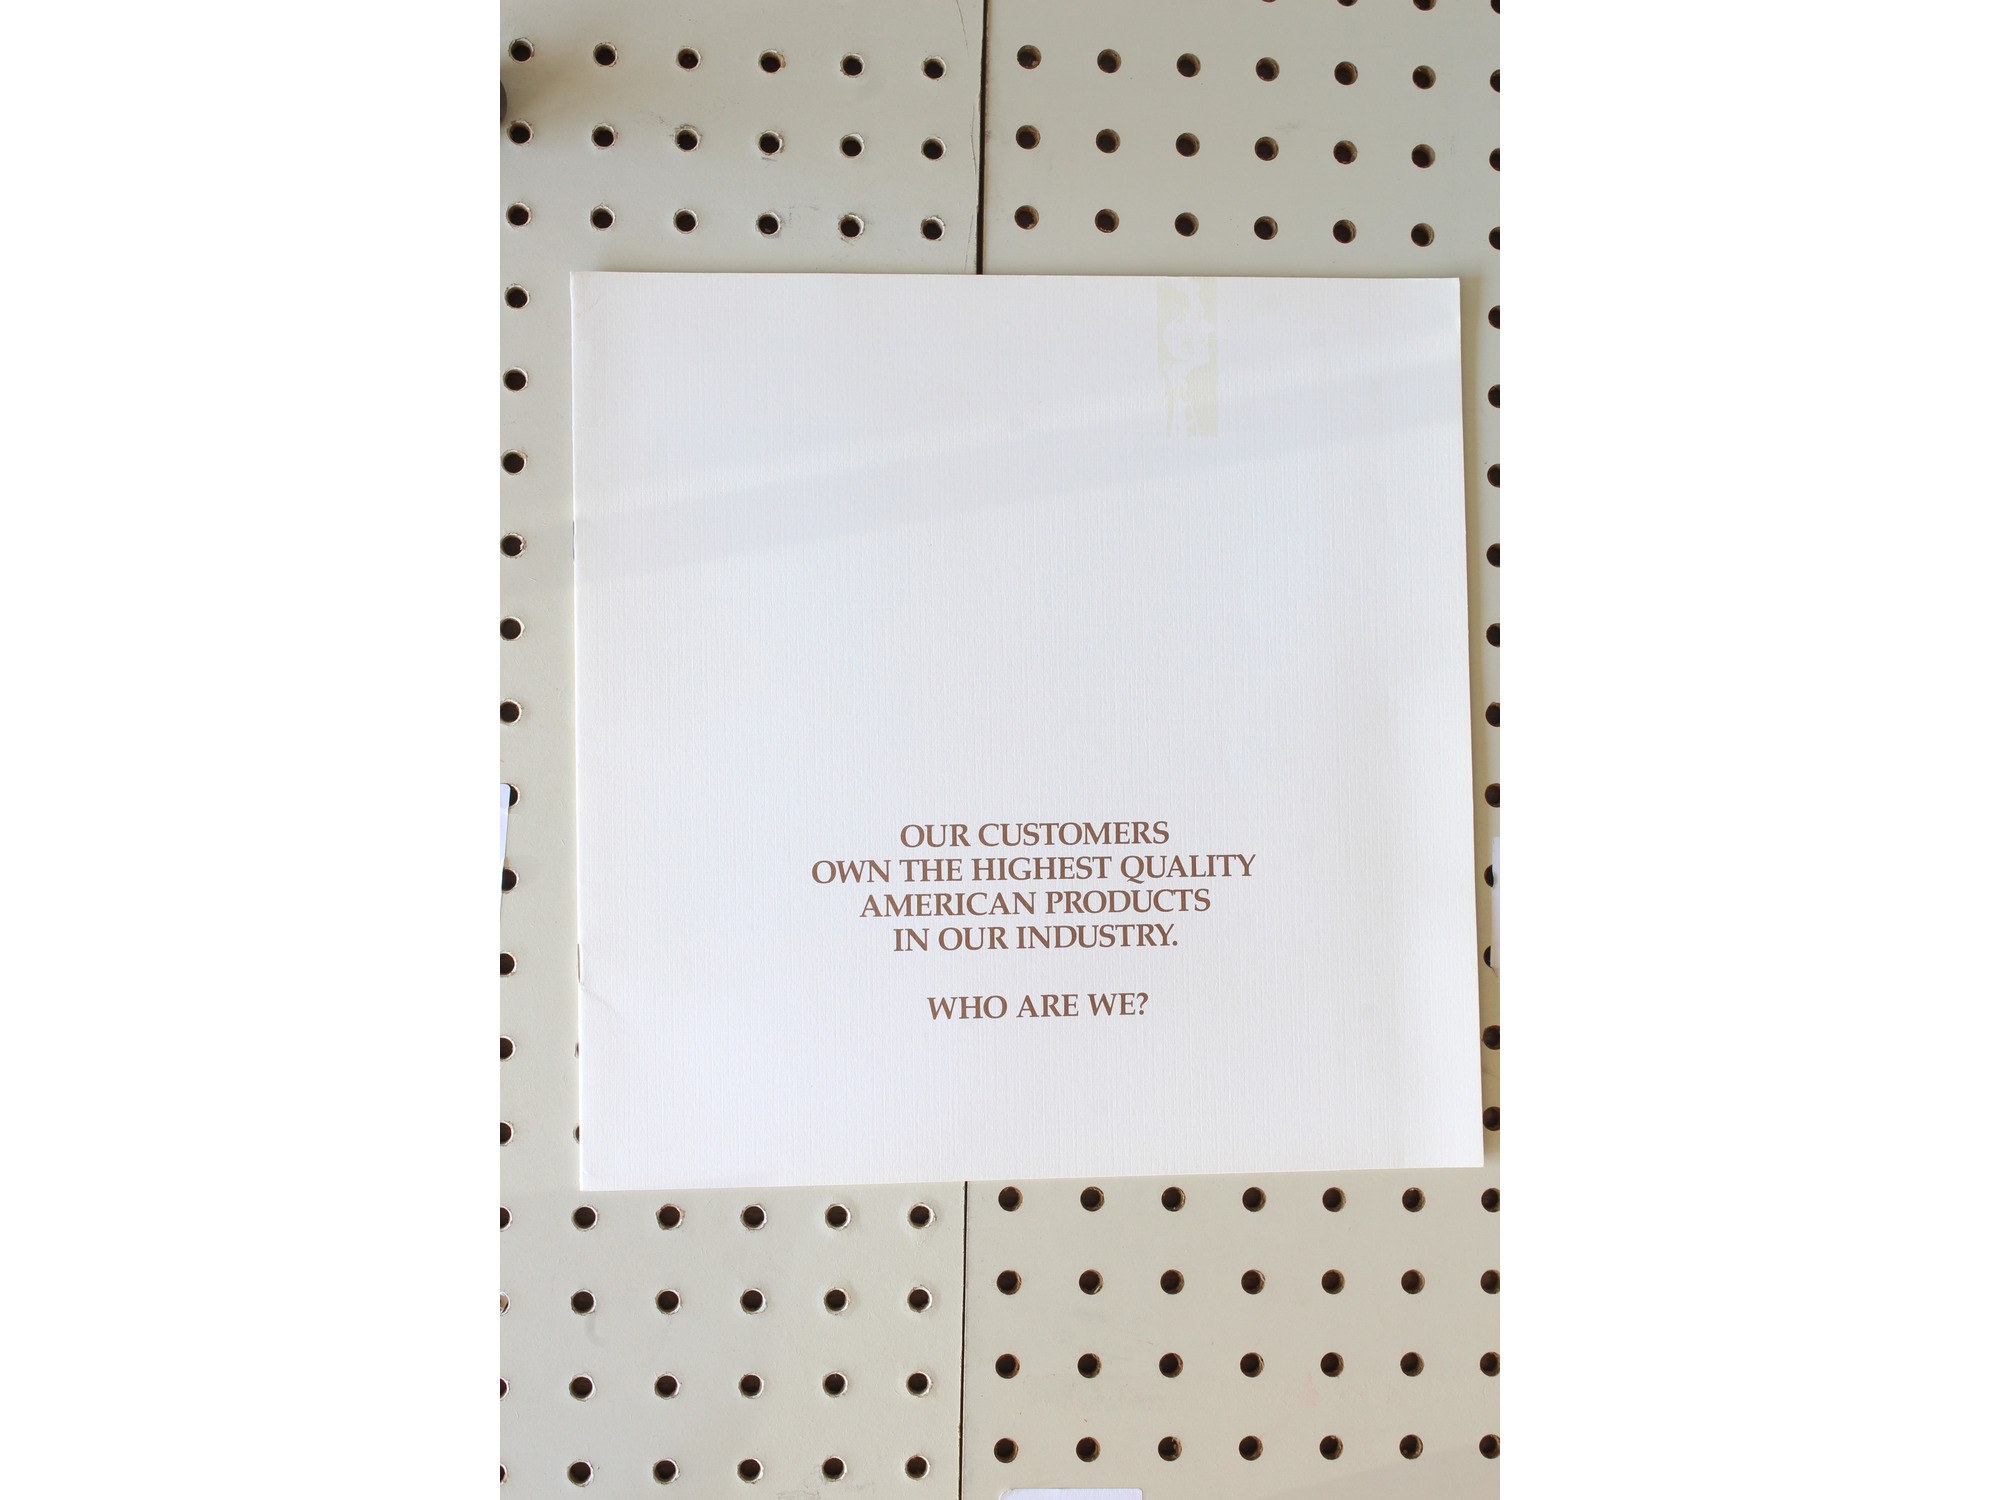 OUR CUSTOMERS
OWN THE HIGHEST QUALITY
AMERICAN PRODUCTS
IN OUR INDUSTRY.
WHO ARE WE?